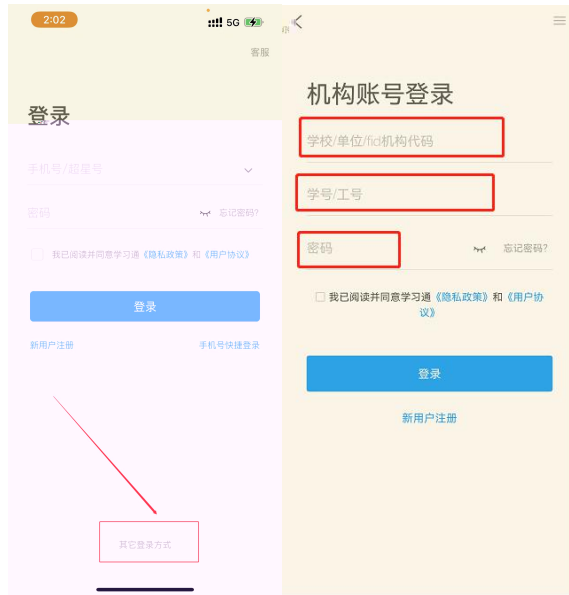 2:02
5G
客服
登录
手机号/超星号
密码
忘记密码?
我已阅读并同意学习通《隐私政策》和《用户协议》
登录
新用户注册
手机号快捷登录
其它登录方式
机构账号登录
学校/单位/fid机构代码
学号/工号
密码
忘记密码?
我已阅读并同意学习通《隐私政策》和《用户协
议》
登录
新用户注册